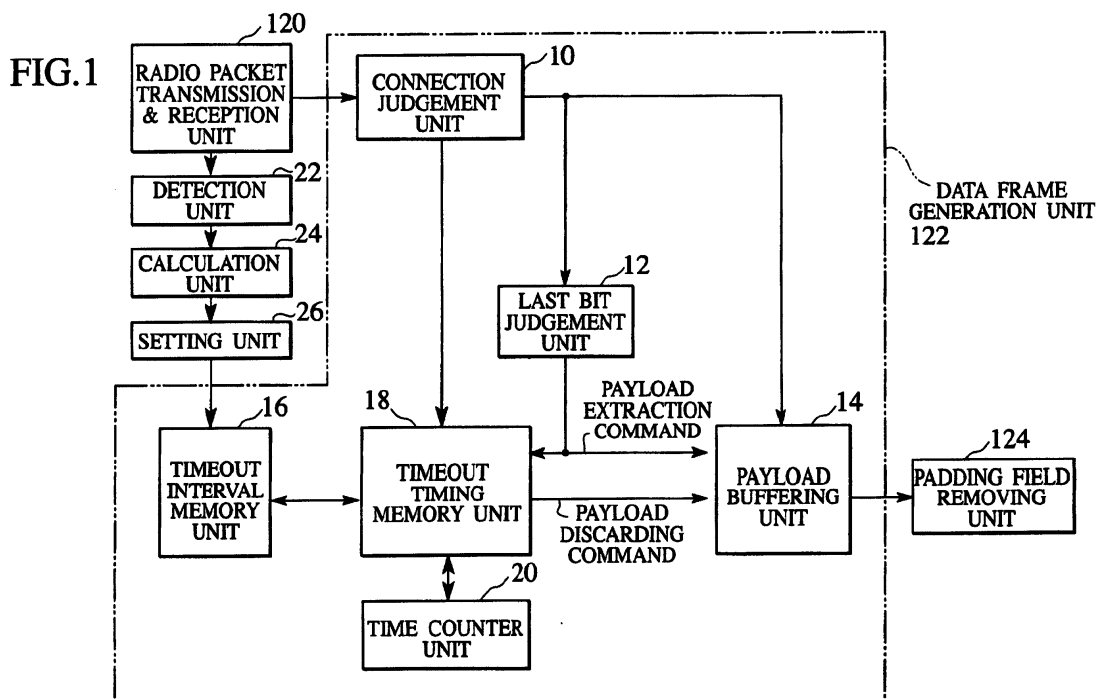 FIG.1
120
RADIO PACKET
TRANSMISSION
& RECEPTION
UNIT
10
CONNECTION
JUDGEMENT
UNIT
22
DETECTION
UNIT
24
CALCULATION
UNIT
26
SETTING UNIT
DATA FRAME
GENERATION UNIT
122
12
LAST BIT
JUDGEMENT
UNIT
16
TIMEOUT
INTERVAL
MEMORY
UNIT
18
TIMEOUT
TIMING
MEMORY UNIT
PAYLOAD
EXTRACTION
COMMAND
PAYLOAD
DISCARDING
COMMAND
14
PAYLOAD
BUFFERING
UNIT
124
PADDING FIELD
REMOVING
UNIT
20
TIME COUNTER
UNIT